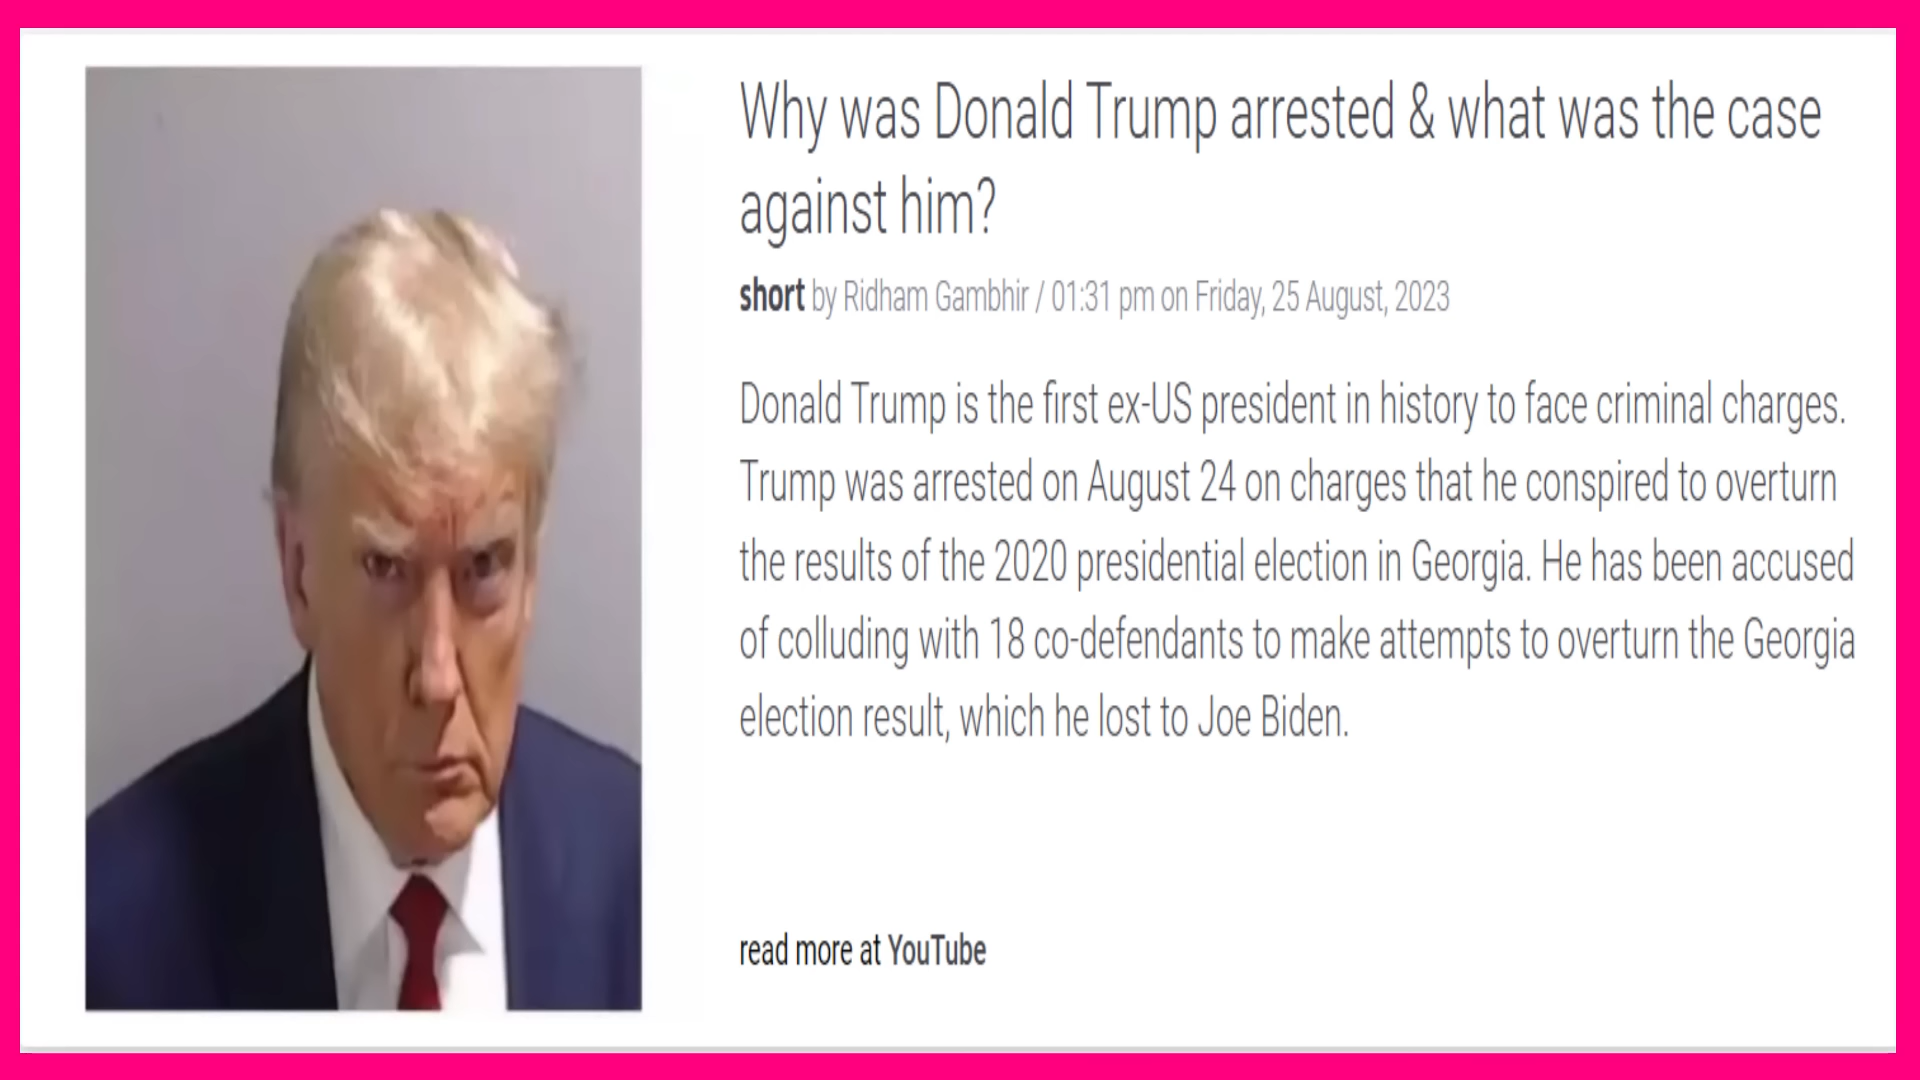 Why was Donald Trump arrested & what was the case
against him?
short by Ridham Gambhir / 01:31 pm on Friday, 25 August, 2023
Donald Trump is the first ex-US president in history to face criminal charges.
Trump was arrested on August 24 on charges that he conspired to overturn
the results of the 2020 presidential election in Georgia. He has been accused
of colluding with 18 co-defendants to make attempts to overturn the Georgia
election result, which he lost to Joe Biden.
read more at YouTube